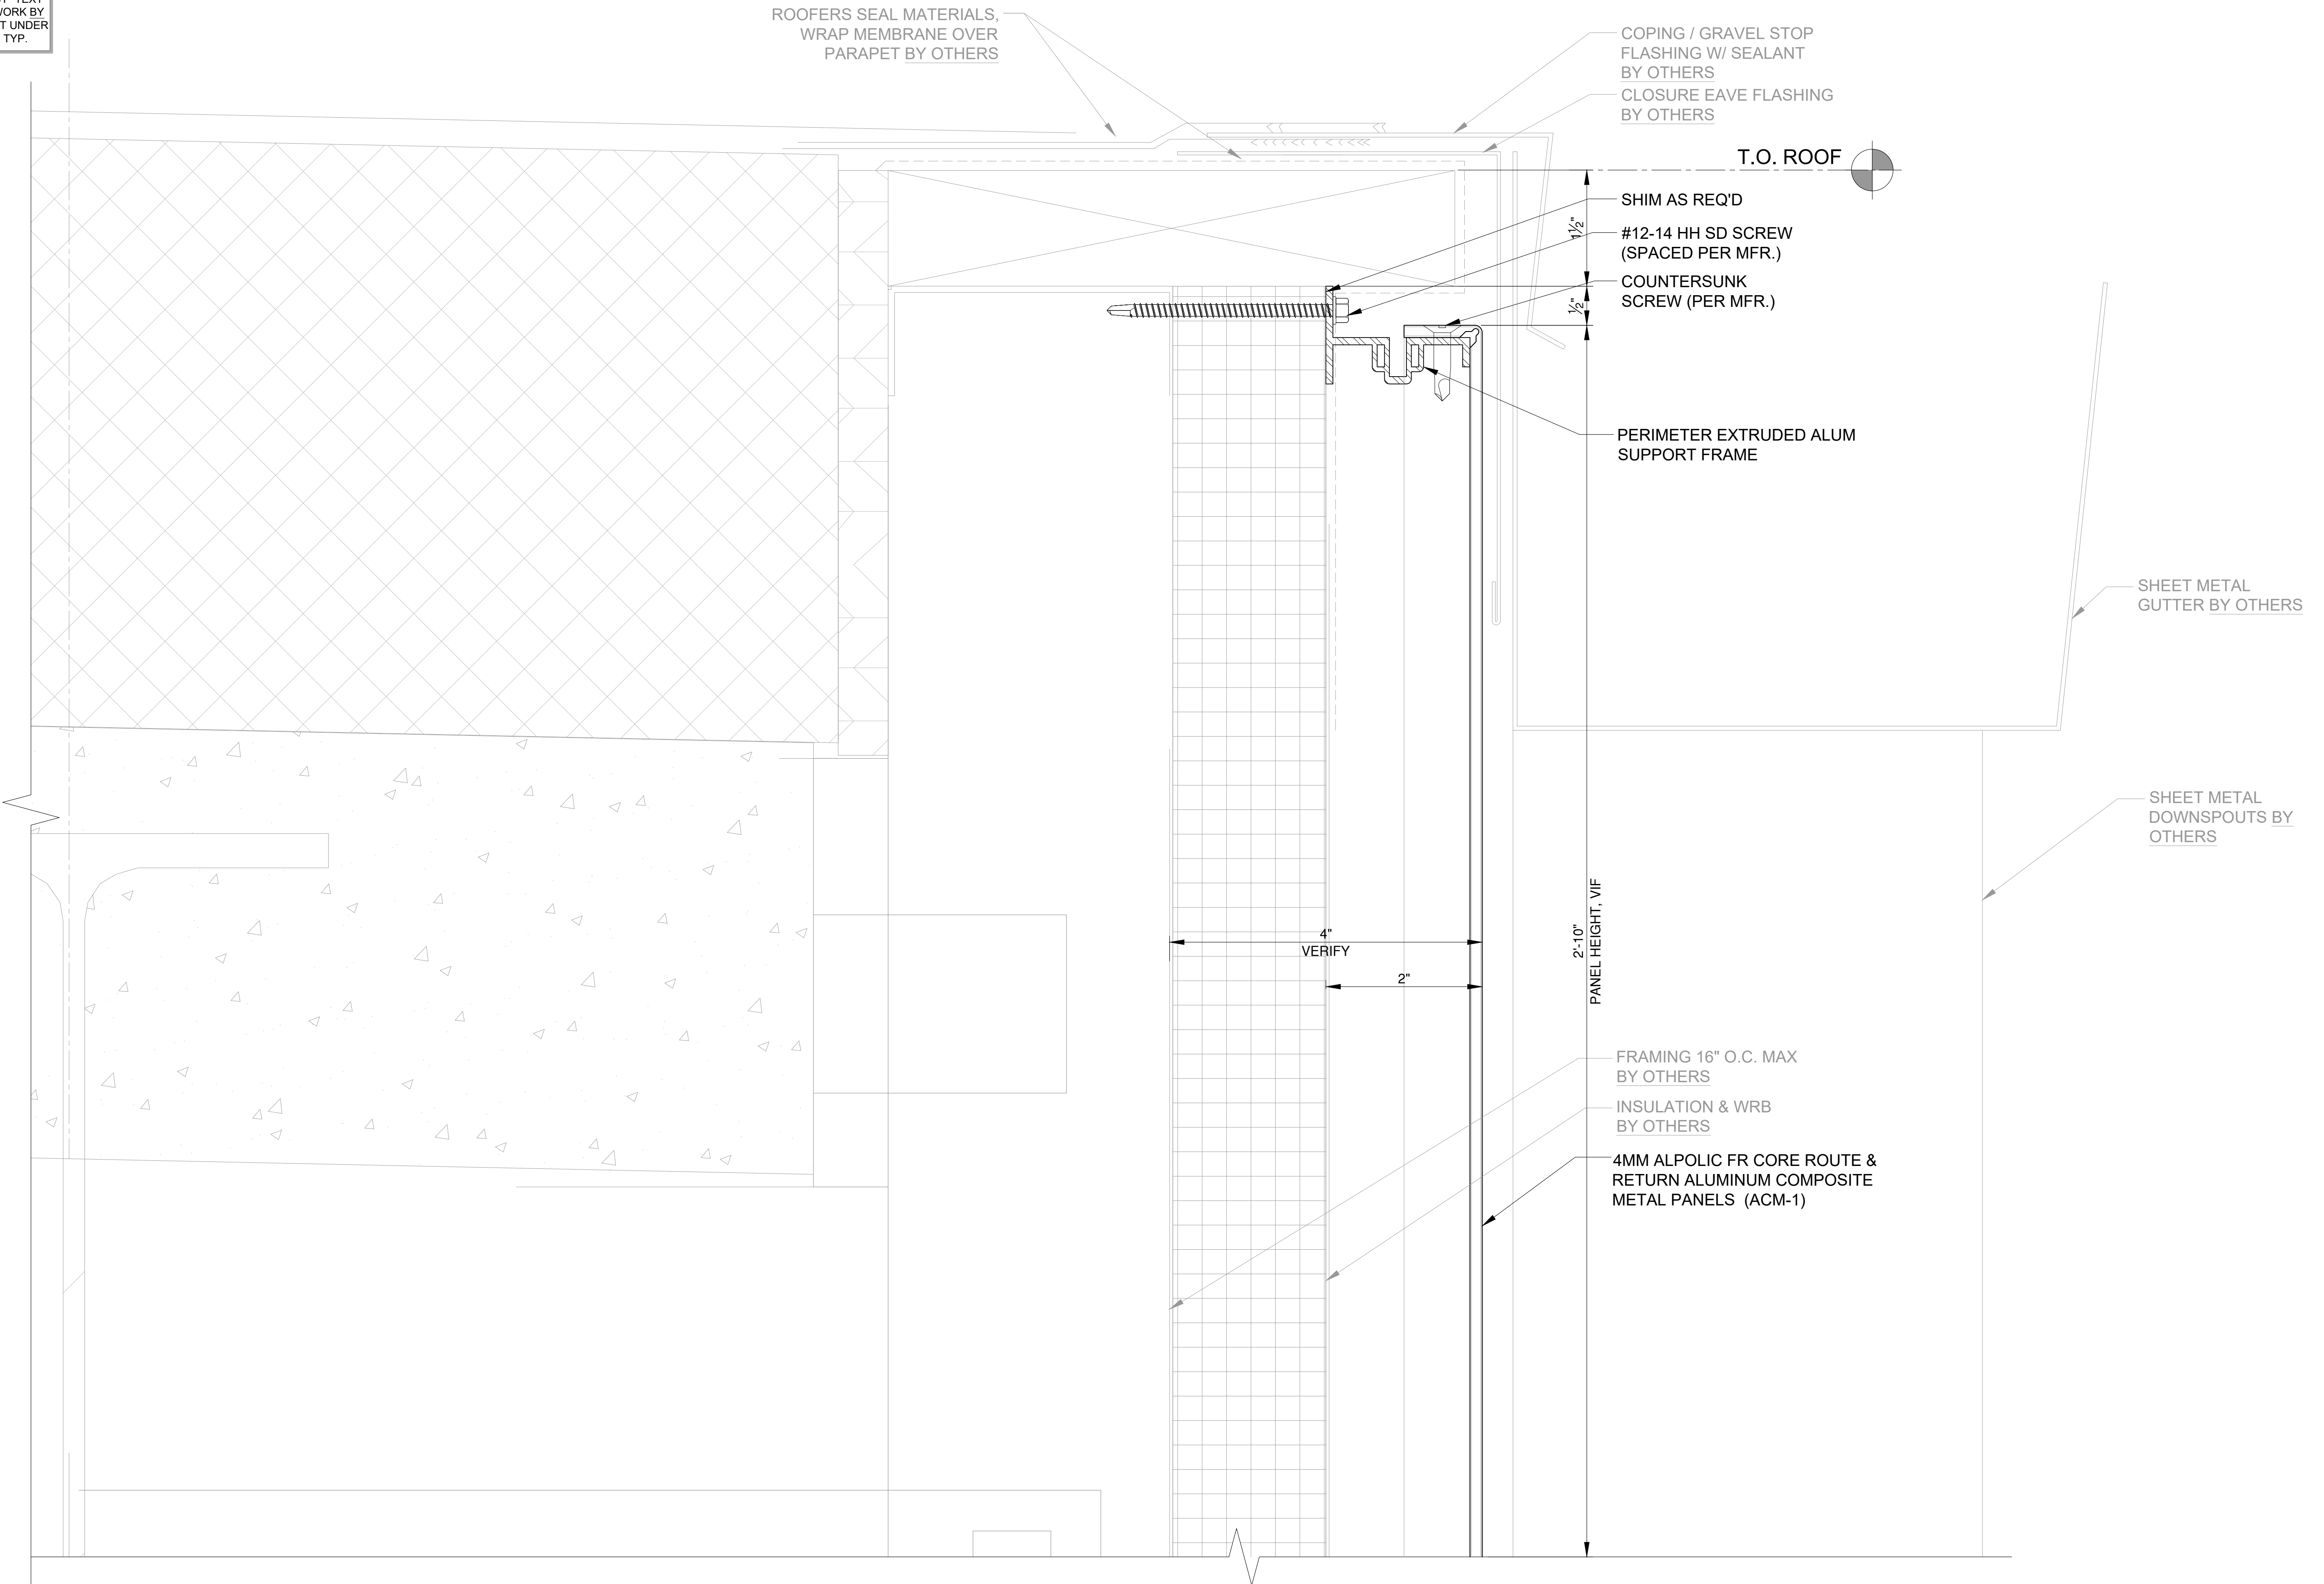 WORK BY
T UNDER
TYP.
ROOFERS SEAL MATERIALS,
WRAP MEMBRANE OVER
PARAPET BY OTHERS
COPING / GRAVEL STOP
FLASHING W/ SEALANT
BY OTHERS
CLOSURE EAVE FLASHING
BY OTHERS
T.O. ROOF
SHIM AS REQ'D
1½"
#12-14 HH SD SCREW
(SPACED PER MFR.)
COUNTERSUNK
SCREW (PER MFR.)
½"
PERIMETER EXTRUDED ALUM
SUPPORT FRAME
SHEET METAL
GUTTER BY OTHERS
SHEET METAL
DOWNSPOUTS BY
OTHERS
2'-10"
PANEL HEIGHT, VIF
4"
VERIFY
2"
FRAMING 16" O.C. MAX
BY OTHERS
INSULATION & WRB
BY OTHERS
4MM ALPOLIC FR CORE ROUTE &
RETURN ALUMINUM COMPOSITE
METAL PANELS (ACM-1)